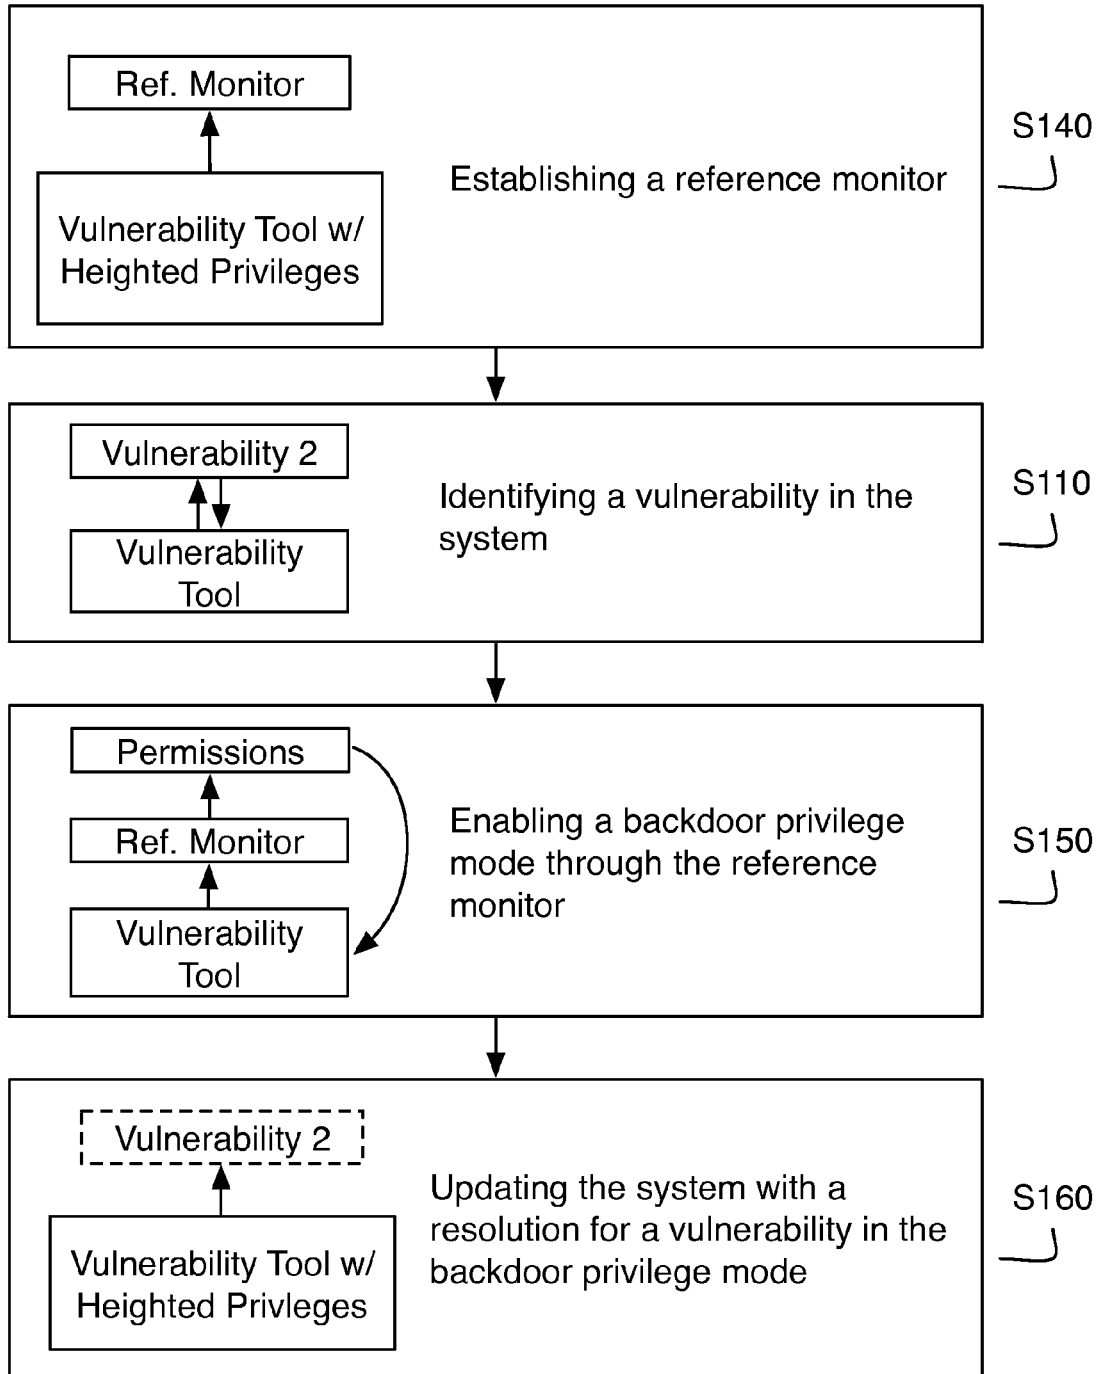 Ref. Monitor
Vulnerability Tool w/
Heighted Privileges
Establishing a reference monitor
S140
Vulnerability 2
Vulnerability
Tool
Identifying a vulnerability in the
system
S110
Permissions
Ref. Monitor
Vulnerability
Tool
Enabling a backdoor privilege
mode through the reference
monitor
S150
Vulnerability 2
Vulnerability Tool w/
Heighted Privleges
Updating the system with a
resolution for a vulnerability in the
backdoor privilege mode
S160